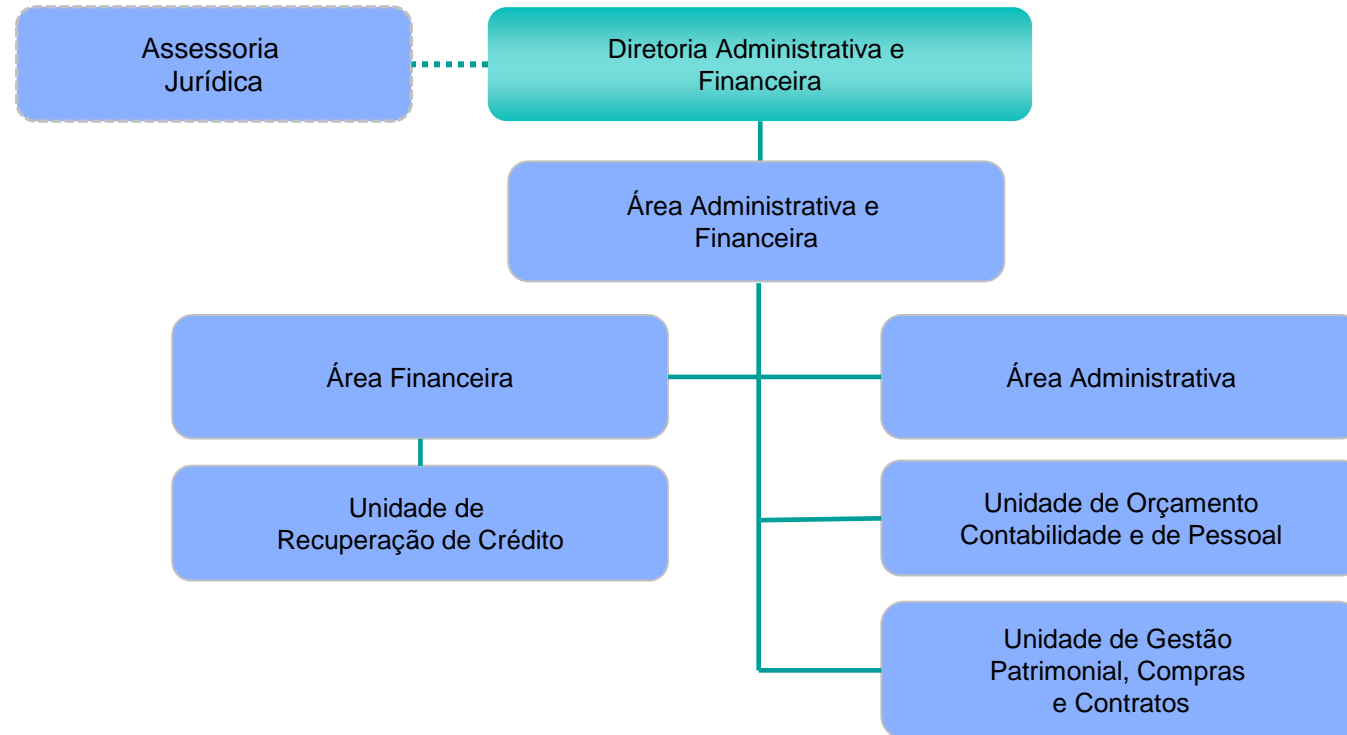 Assessoria
Jurídica
Diretoria Administrativa e
Financeira
Área Administrativa e
Financeira
Área Financeira
Área Administrativa
Unidade de
Recuperação de Crédito
Unidade de Orçamento
Contabilidade e de Pessoal
Unidade de Gestão
Patrimonial, Compras
e Contratos